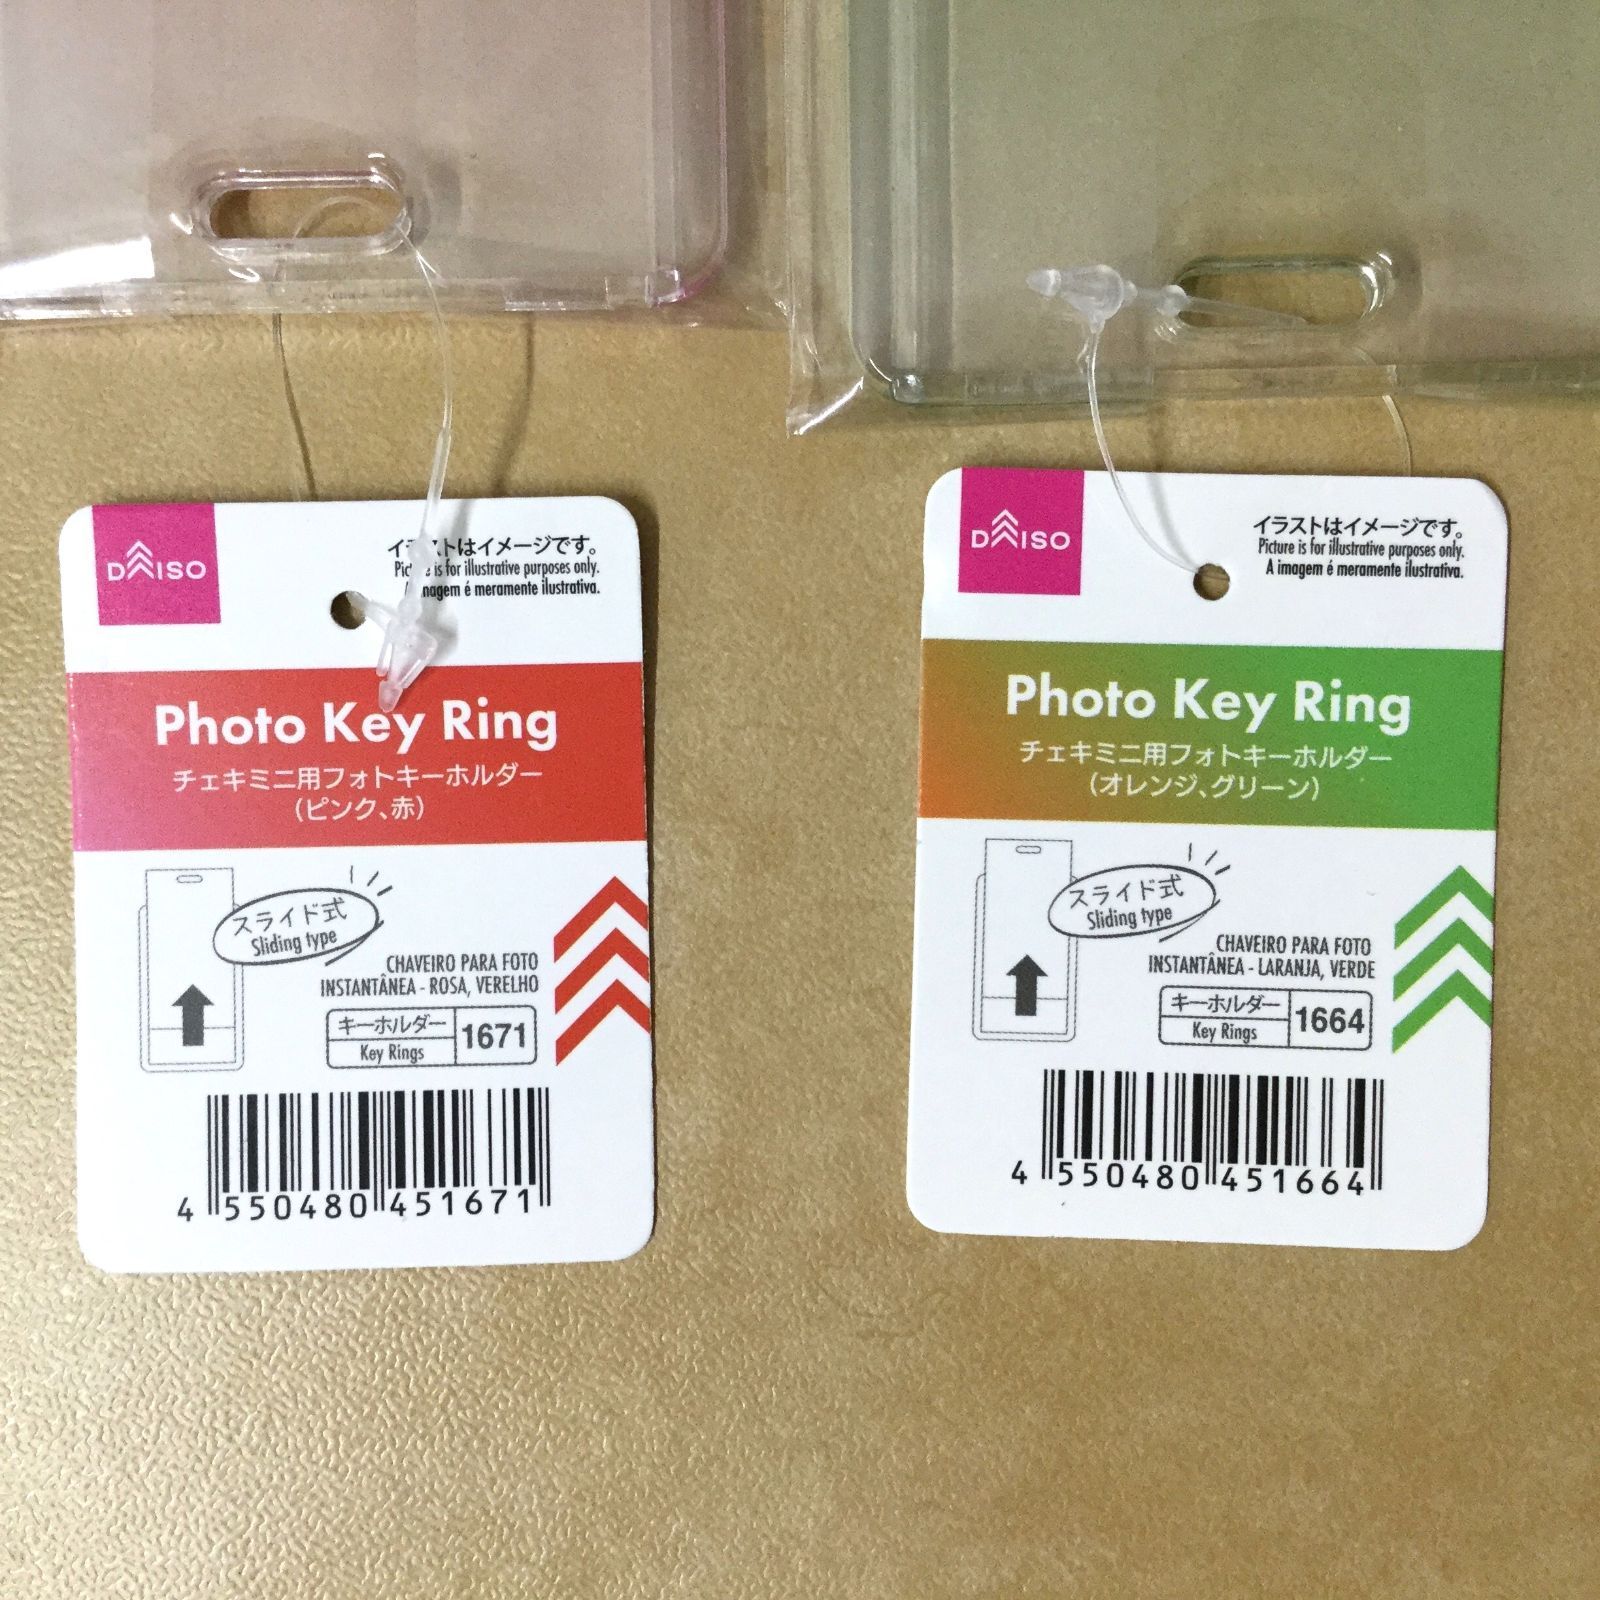 DAISO
イラストはイメージです。
Picture is for illustrative purposes only.
A imagem é meramente ilustrativa.
Photo Key Ring
チェキミニ用フォトキーホルダー
(ピンク、赤)
スライド式
Sliding type
CHAVEIRO PARA FOTO
INSTANTÂNEA - ROSA, VERELHO
キーホルダー
Key Rings
1671
4 550480 451671
DAISO
イラストはイメージです。
Picture is for illustrative purposes only.
A imagem é meramente ilustrativa.
Photo Key Ring
チェキミニ用フォトキーホルダー
(オレンジ、グリーン)
スライド式
Sliding type
CHAVEIRO PARA FOTO
INSTANTÂNEA - LARANJA, VERDE
キーホルダー
Key Rings
1664
4 550480 451664